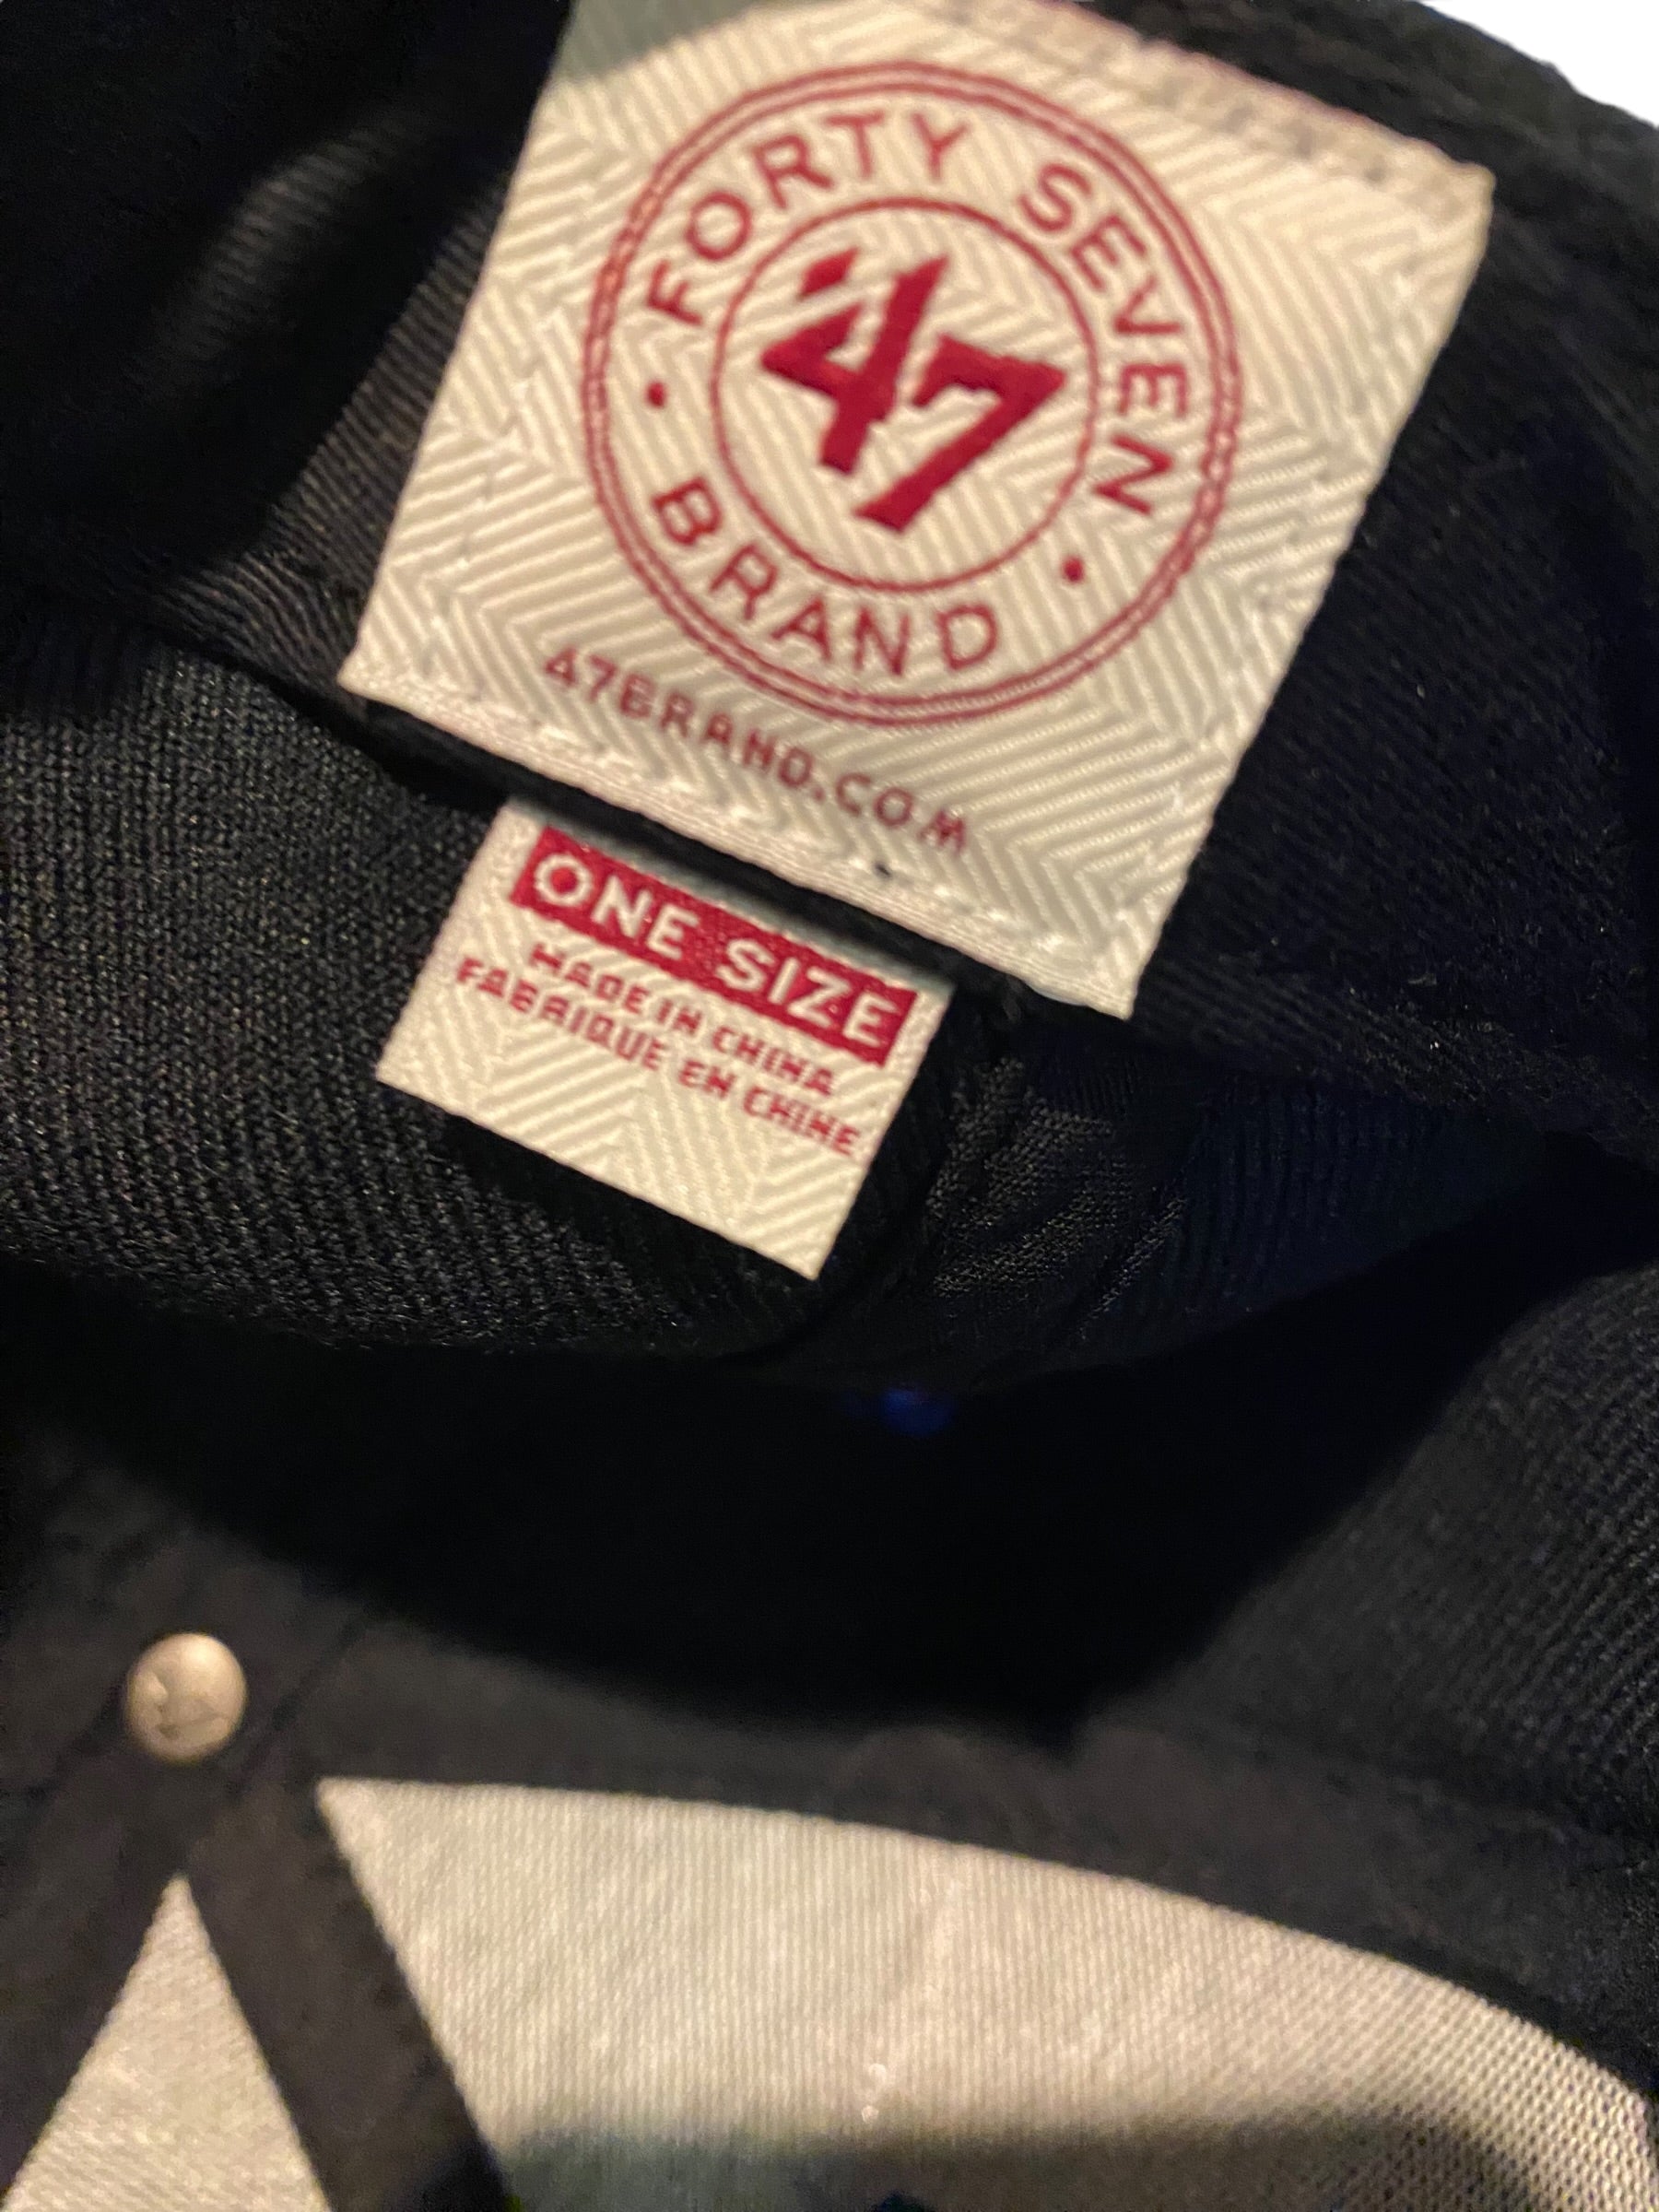 FORTY SEVEN
'47
BRAND
47BRAND.COM
ONE SIZE
MADE IN CHINA
FABRIQUE EN CHINE